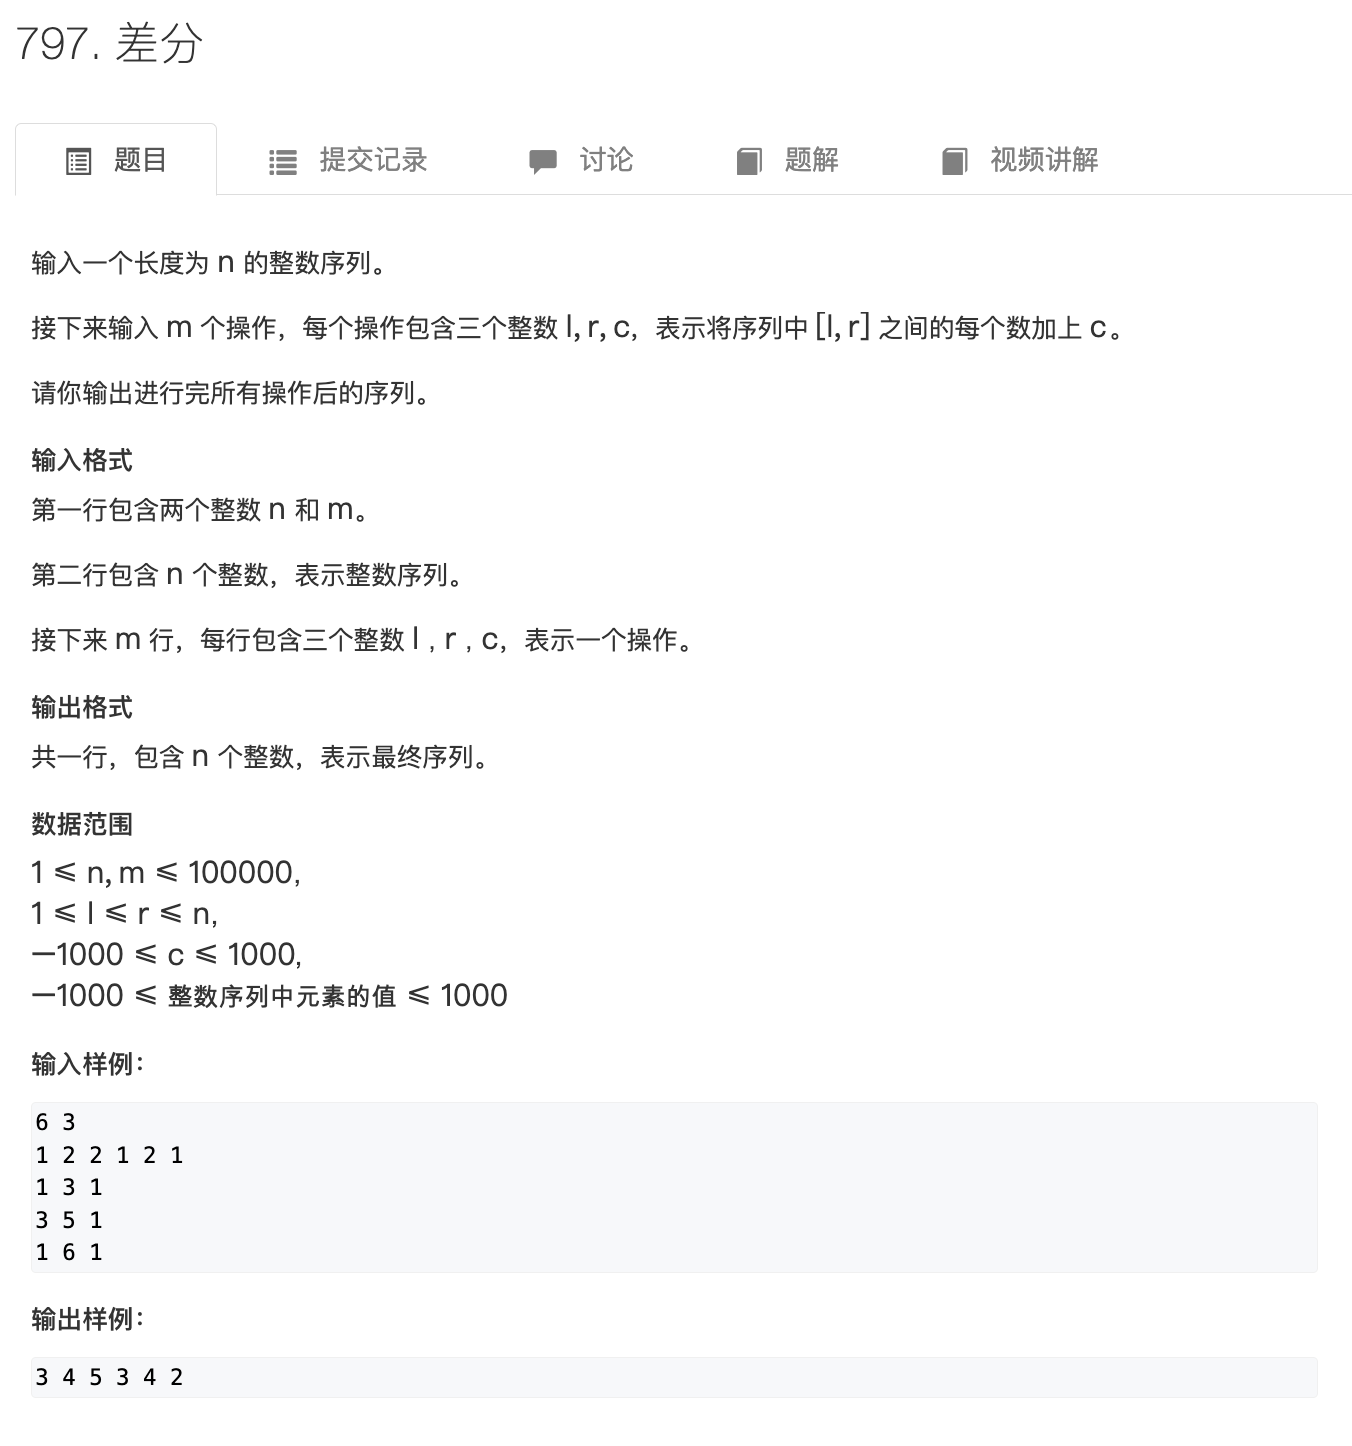 797. 差分
题目 提交记录 讨论 题解 视频讲解
输入一个长度为 n 的整数序列。
接下来输入 m 个操作，每个操作包含三个整数 l, r, c，表示将序列中 [l, r] 之间的每个数加上 c。
请你输出进行完所有操作后的序列。
输入格式
第一行包含两个整数 n 和 m。
第二行包含 n 个整数，表示整数序列。
接下来 m 行，每行包含三个整数 l , r , c，表示一个操作。
输出格式
共一行，包含 n 个整数，表示最终序列。
数据范围
1 ⩽ n, m ⩽ 100000,
1 ⩽ l ⩽ r ⩽ n,
−1000 ⩽ c ⩽ 1000,
−1000 ⩽ 整数序列中元素的值 ⩽ 1000
输入样例：
6 3
1 2 2 1 2 1
1 3 1
3 5 1
1 6 1
输出样例：
3 4 5 3 4 2